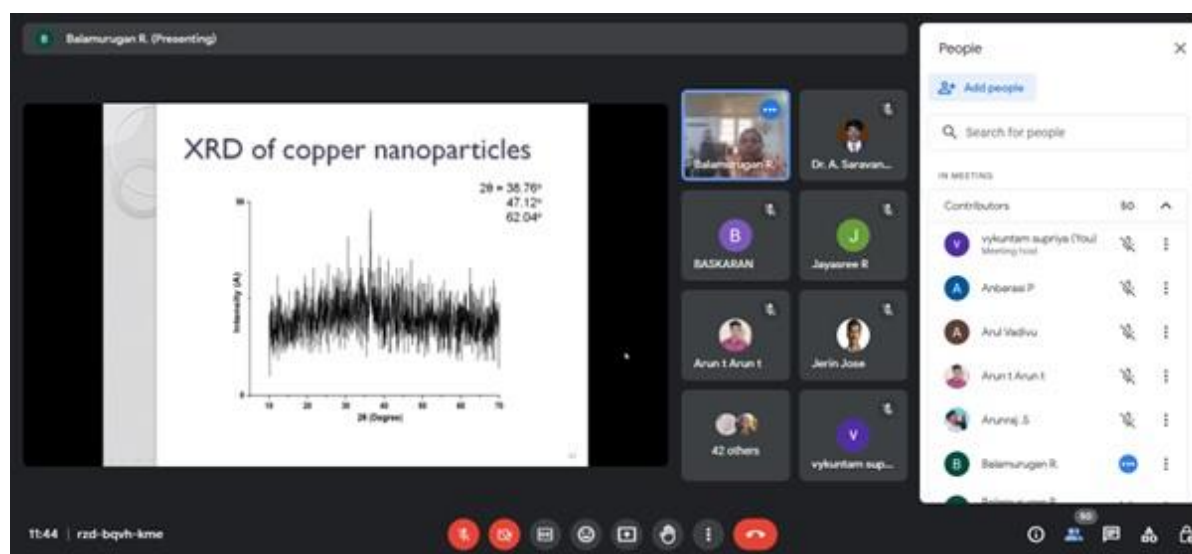 B Balamurugan R. (Presenting)
XRD of copper nanoparticles
2θ = 38.76°
47.12°
62.04°
Intensity (A)
0
10 20 30 40 50 60 70
2θ (Degree)
Balamurugan R.
Dr. A. Saravan...
B
BASKARAN
J
Jayasree R
Arun t Arun t
Jerin Jose
42 others
V
vykuntam sup...
People
Add people
Search for people
IN MEETING
Contributors 50
V vykuntam supriya (You)
Meeting host
A Anbarasi P
A Arul Vadivu
Arun t Arun t
Arunraj .S
B Balamurugan R.
11:44 | rzd-bqvh-kme
50